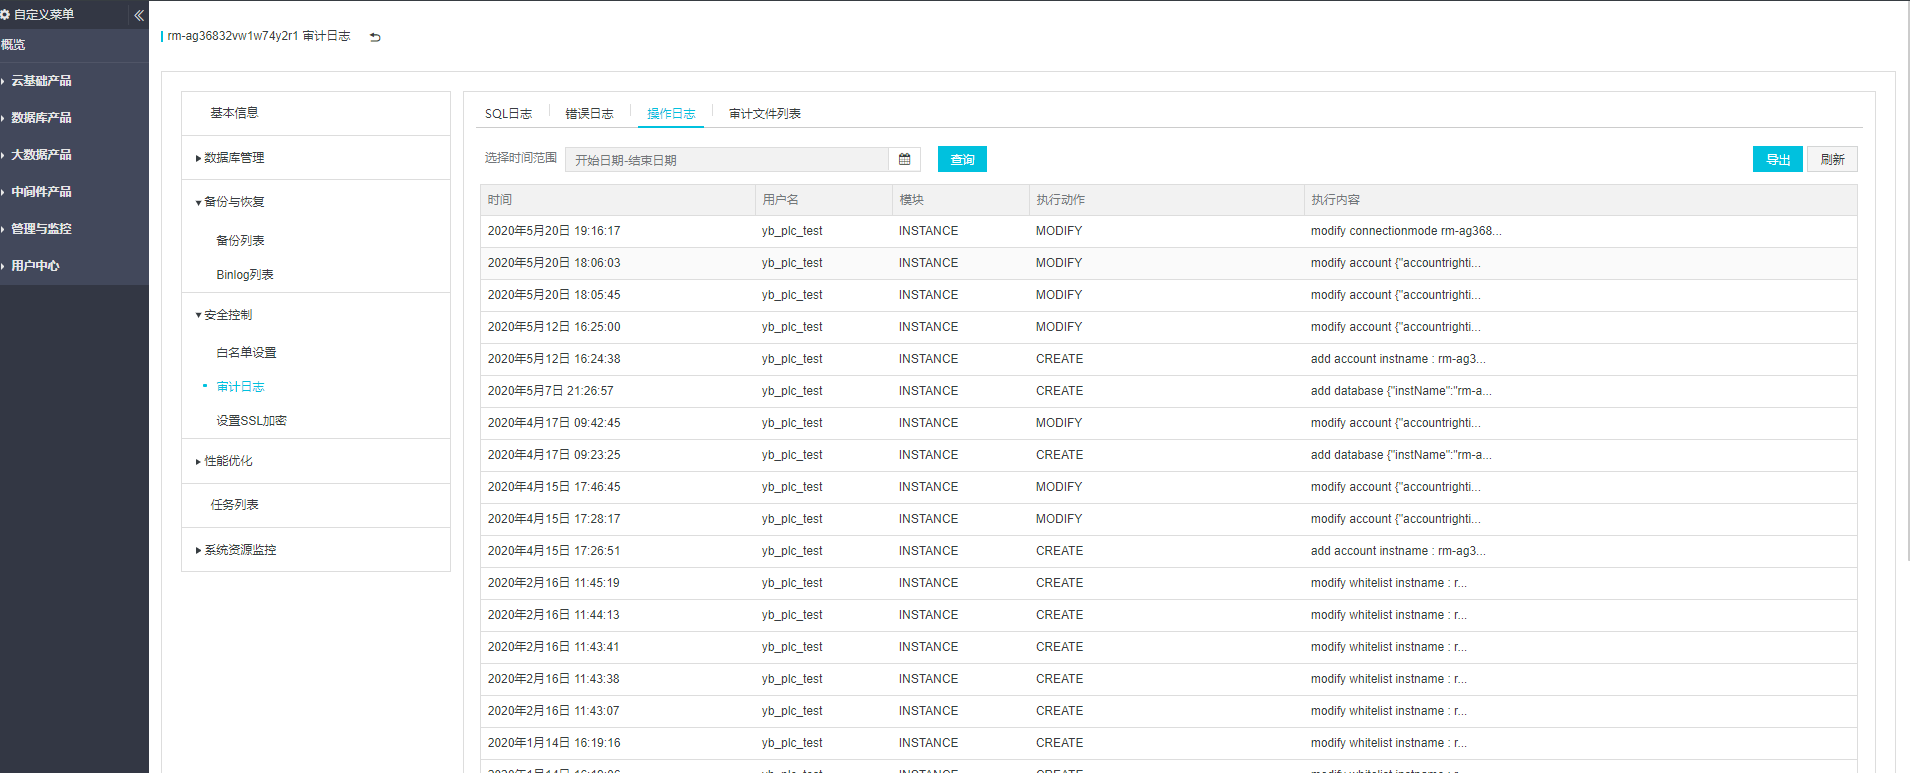 自定义菜单
概览
云基础产品
数据库产品
大数据产品
中间件产品
管理与监控
用户中心
rm-ag36832vw1w74y2r1 审计日志
基本信息
数据库管理
备份与恢复
备份列表
Binlog列表
安全控制
白名单设置
审计日志
设置SSL加密
性能优化
任务列表
系统资源监控
SQL日志 错误日志 操作日志 审计文件列表
选择时间范围 开始日期-结束日期 查询 导出 刷新
时间 用户名 模块 执行动作 执行内容
2020年5月20日 19:16:17 yb_plc_test INSTANCE MODIFY modify connectionmode rm-ag368...
2020年5月20日 18:06:03 yb_plc_test INSTANCE MODIFY modify account {"accountrighti...
2020年5月20日 18:05:45 yb_plc_test INSTANCE MODIFY modify account {"accountrighti...
2020年5月12日 16:25:00 yb_plc_test INSTANCE MODIFY modify account {"accountrighti...
2020年5月12日 16:24:38 yb_plc_test INSTANCE CREATE add account instname : rm-ag3...
2020年5月7日 21:26:57 yb_plc_test INSTANCE CREATE add database {"instName":"rm-a...
2020年4月17日 09:42:45 yb_plc_test INSTANCE MODIFY modify account {"accountrighti...
2020年4月17日 09:23:25 yb_plc_test INSTANCE CREATE add database {"instName":"rm-a...
2020年4月15日 17:46:45 yb_plc_test INSTANCE MODIFY modify account {"accountrighti...
2020年4月15日 17:28:17 yb_plc_test INSTANCE MODIFY modify account {"accountrighti...
2020年4月15日 17:26:51 yb_plc_test INSTANCE CREATE add account instname : rm-ag3...
2020年2月16日 11:45:19 yb_plc_test INSTANCE CREATE modify whitelist instname : r...
2020年2月16日 11:44:13 yb_plc_test INSTANCE CREATE modify whitelist instname : r...
2020年2月16日 11:43:41 yb_plc_test INSTANCE CREATE modify whitelist instname : r...
2020年2月16日 11:43:38 yb_plc_test INSTANCE CREATE modify whitelist instname : r...
2020年2月16日 11:43:07 yb_plc_test INSTANCE CREATE modify whitelist instname : r...
2020年1月14日 16:19:16 yb_plc_test INSTANCE CREATE modify whitelist instname : r...